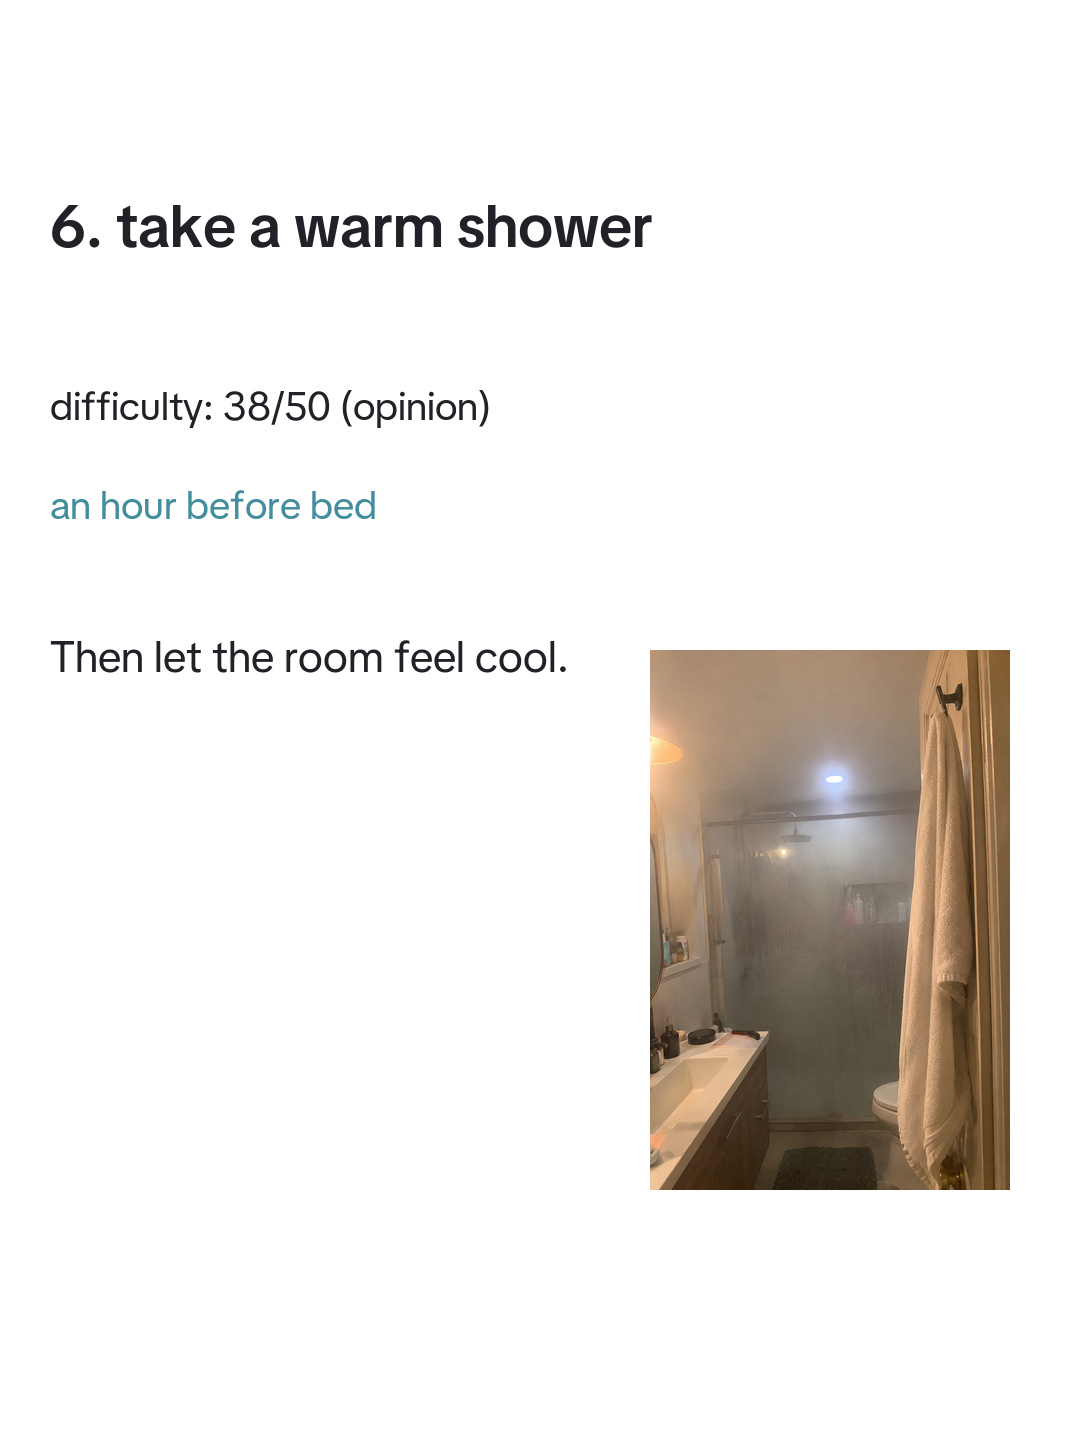 6. take a warm shower
difficulty: 38/50 (opinion)
an hour before bed
Then let the room feel cool.